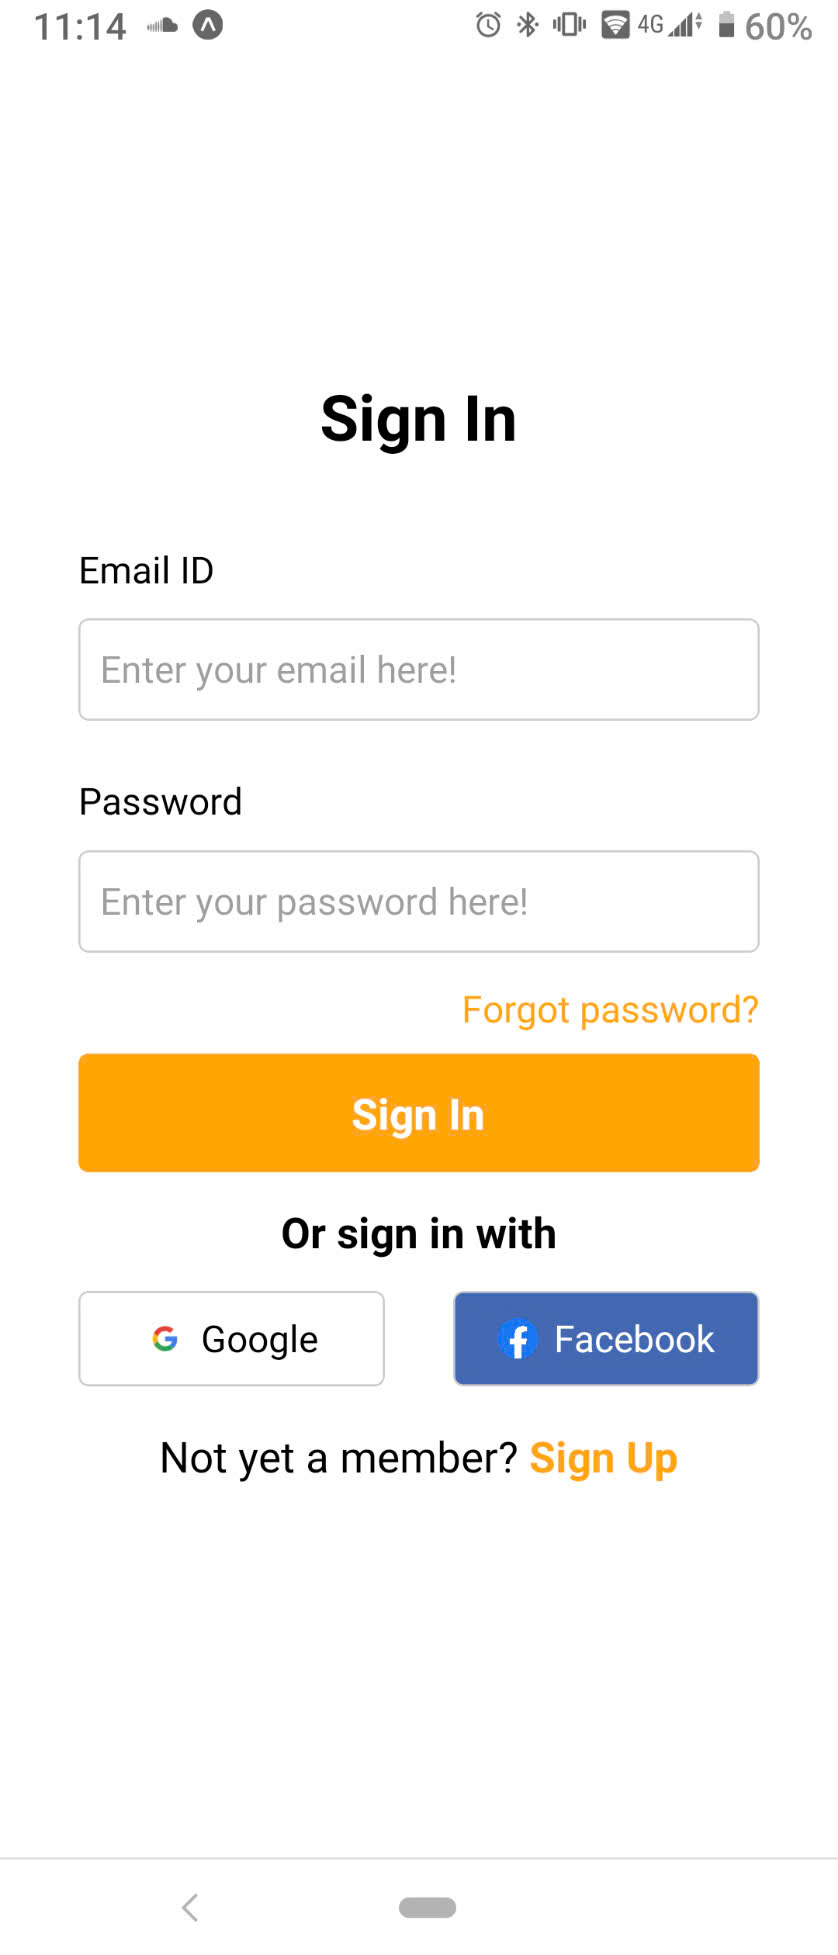 11:14 4G 60%
Sign In
Email ID
Enter your email here!
Password
Enter your password here!
Forgot password?
Sign In
Or sign in with
Google Facebook
Not yet a member? Sign Up